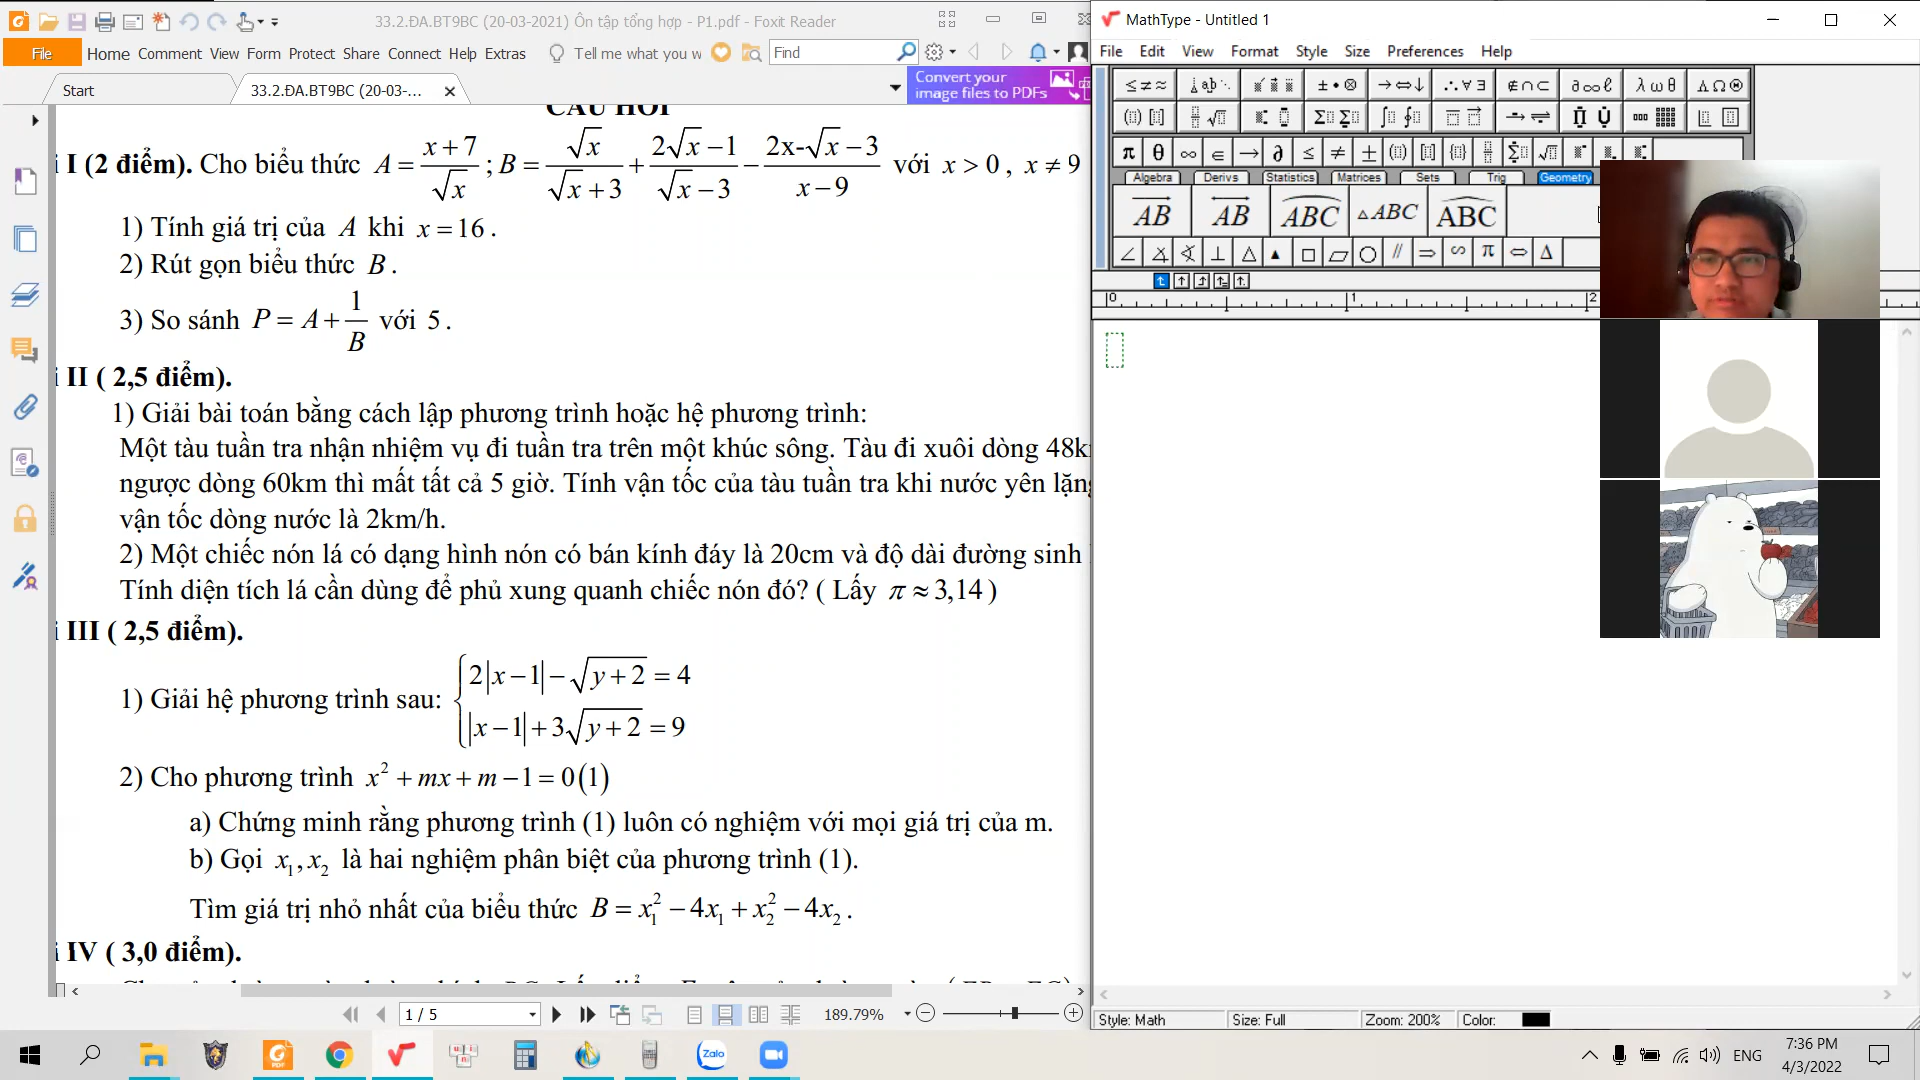 33.2.ĐA.BT9BC (20-03-2021) Ôn tập tổng hợp - P1.pdf - Foxit Reader
File Home Comment View Form Protect Share Connect Help Extras Tell me what you w Find
Start 33.2.ĐA.BT9BC (20-03-... Convert your image files to PDFs
CÂU HỎI
i I (2 điểm). Cho biểu thức A = (x+7)/√x ; B = √x/(√x+3) + (2√x−1)/(√x−3) − (2x-√x−3)/(x−9) với x > 0 , x ≠ 9
1) Tính giá trị của A khi x = 16 .
2) Rút gọn biểu thức B .
3) So sánh P = A + 1/B với 5 .
i II ( 2,5 điểm).
1) Giải bài toán bằng cách lập phương trình hoặc hệ phương trình:
Một tàu tuần tra nhận nhiệm vụ đi tuần tra trên một khúc sông. Tàu đi xuôi dòng 48k
ngược dòng 60km thì mất tất cả 5 giờ. Tính vận tốc của tàu tuần tra khi nước yên lặng
vận tốc dòng nước là 2km/h.
2) Một chiếc nón lá có dạng hình nón có bán kính đáy là 20cm và độ dài đường sinh
Tính diện tích lá cần dùng để phủ xung quanh chiếc nón đó? ( Lấy π ≈ 3,14 )
i III ( 2,5 điểm).
1) Giải hệ phương trình sau: { 2|x−1| − √(y+2) = 4
|x−1| + 3√(y+2) = 9
2) Cho phương trình x² + mx + m − 1 = 0 (1)
a) Chứng minh rằng phương trình (1) luôn có nghiệm với mọi giá trị của m.
b) Gọi x₁, x₂ là hai nghiệm phân biệt của phương trình (1).
Tìm giá trị nhỏ nhất của biểu thức B = x₁² − 4x₁ + x₂² − 4x₂ .
i IV ( 3,0 điểm).
1 / 5 189.79%
MathType - Untitled 1
File Edit View Format Style Size Preferences Help
Algebra Derivs Statistics Matrices Sets Trig Geometry
AB AB ABC △ABC ABC
0 1 2
Style: Math Size: Full Zoom: 200% Color:
Zalo ENG 7:36 PM
4/3/2022